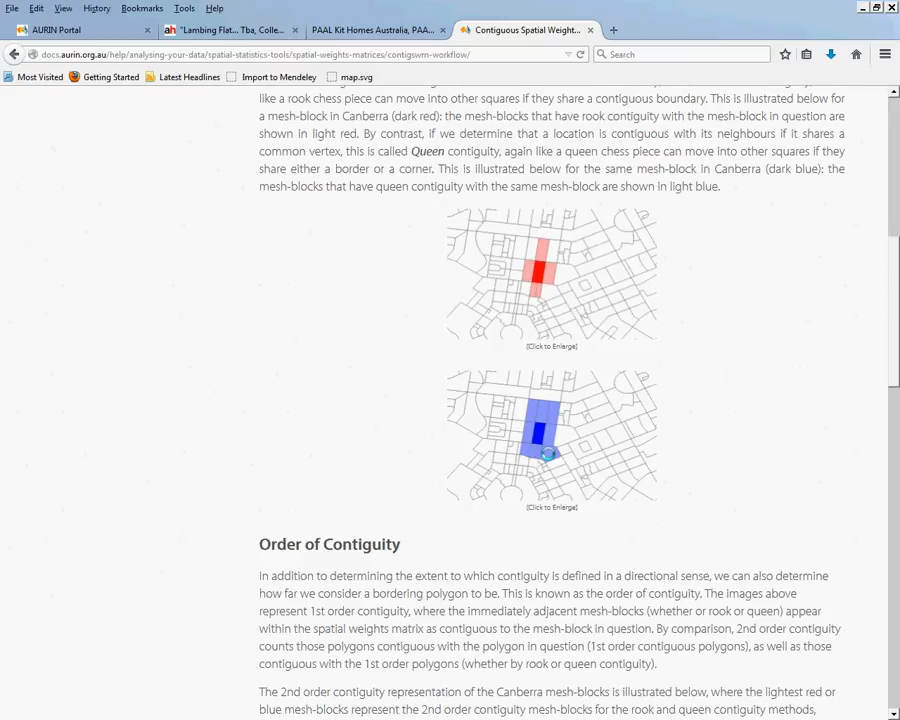 File Edit View History Bookmarks Tools Help
AURIN Portal × "Lambing Flat... Tba, Colle... × PAAL Kit Homes Australia, PAA... × Contiguous Spatial Weight... ×
docs.aurin.org.au/help/analysing-your-data/spatial-statistics-tools/spatial-weights-matrices/contigswm-workflow/ Search
Most Visited Getting Started Latest Headlines Import to Mendeley map.svg
like a rook chess piece can move into other squares if they share a contiguous boundary. This is illustrated below for
a mesh-block in Canberra (dark red): the mesh-blocks that have rook contiguity with the mesh-block in question are
shown in light red. By contrast, if we determine that a location is contiguous with its neighbours if it shares a
common vertex, this is called Queen contiguity, again like a queen chess piece can move into other squares if they
share either a border or a corner. This is illustrated below for the same mesh-block in Canberra (dark blue): the
mesh-blocks that have queen contiguity with the same mesh-block are shown in light blue.
[Click to Enlarge]
[Click to Enlarge]
Order of Contiguity
In addition to determining the extent to which contiguity is defined in a directional sense, we can also determine
how far we consider a bordering polygon to be. This is known as the order of contiguity. The images above
represent 1st order contiguity, where the immediately adjacent mesh-blocks (whether or rook or queen) appear
within the spatial weights matrix as contiguous to the mesh-block in question. By comparison, 2nd order contiguity
counts those polygons contiguous with the polygon in question (1st order contiguous polygons), as well as those
contiguous with the 1st order polygons (whether by rook or queen contiguity).
The 2nd order contiguity representation of the Canberra mesh-blocks is illustrated below, where the lightest red or
blue mesh-blocks represent the 2nd order contiguity mesh-blocks for the rook and queen contiguity methods,